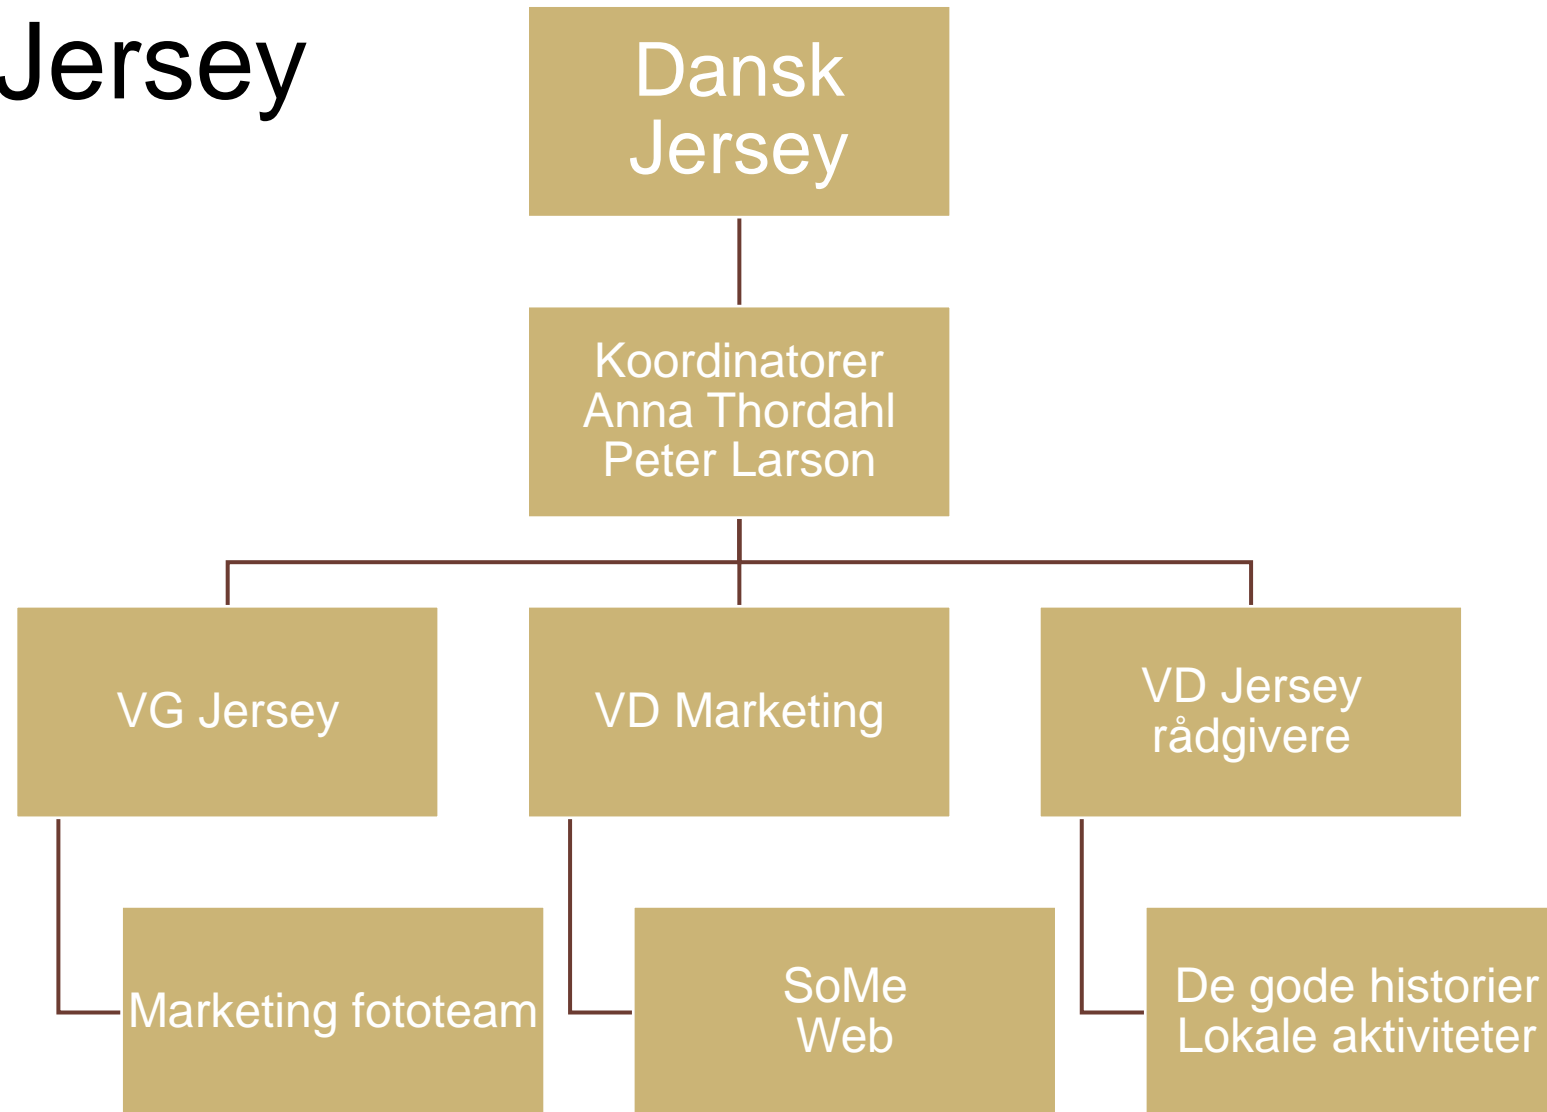 Jersey
Dansk
Jersey
Koordinatorer
Anna Thordahl
Peter Larson
VG Jersey
VD Marketing
VD Jersey
rådgivere
Marketing fototeam
SoMe
Web
De gode historier
Lokale aktiviteter